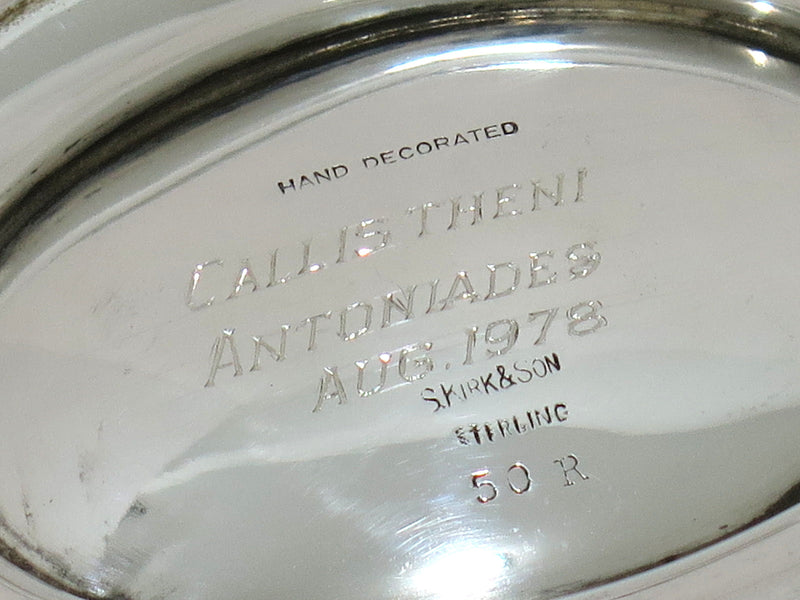 HAND DECORATED
CALLISTHENI
ANTONIADES
AUG. 1978
S.KIRK&SON
STERLING
50 R